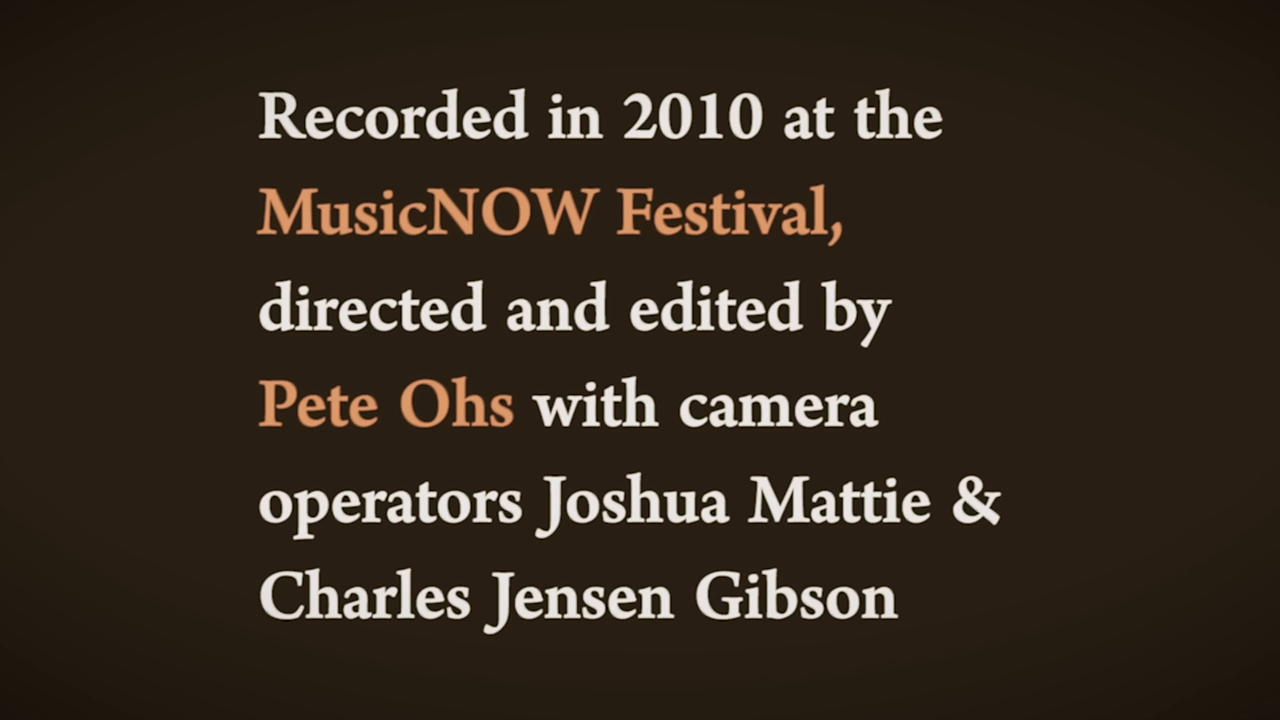 Recorded in 2010 at the
MusicNOW Festival,
directed and edited by
Pete Ohs with camera
operators Joshua Mattie &
Charles Jensen Gibson